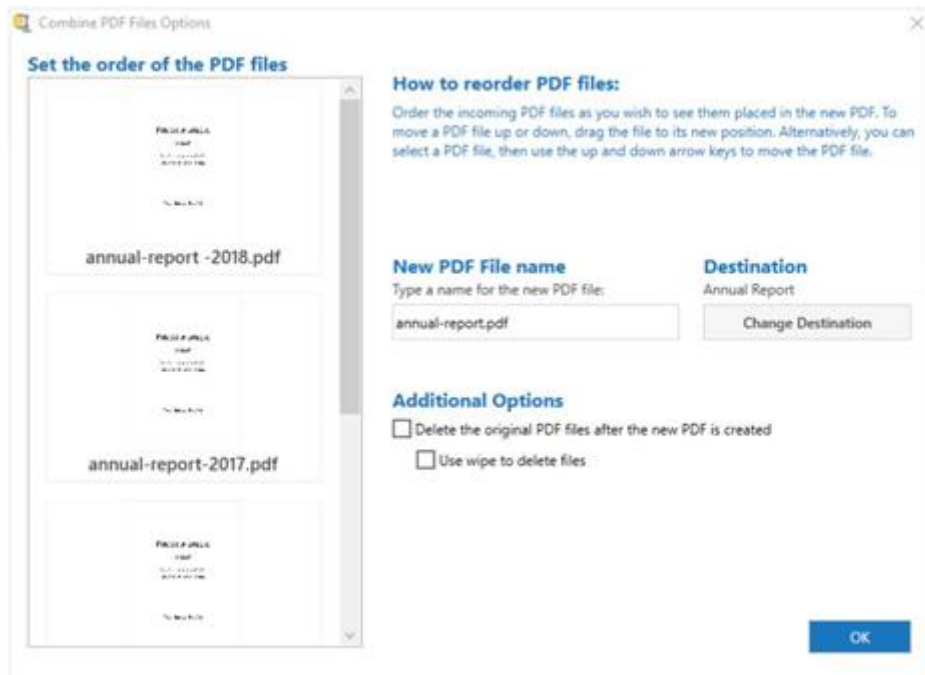 Combine PDF Files Options
Set the order of the PDF files
annual-report -2018.pdf
annual-report-2017.pdf
How to reorder PDF files:
Order the incoming PDF files as you wish to see them placed in the new PDF. To
move a PDF file up or down, drag the file to its new position. Alternatively, you can
select a PDF file, then use the up and down arrow keys to move the PDF file.
New PDF File name
Type a name for the new PDF file:
annual-report.pdf
Destination
Annual Report
Change Destination
Additional Options
Delete the original PDF files after the new PDF is created
Use wipe to delete files
OK